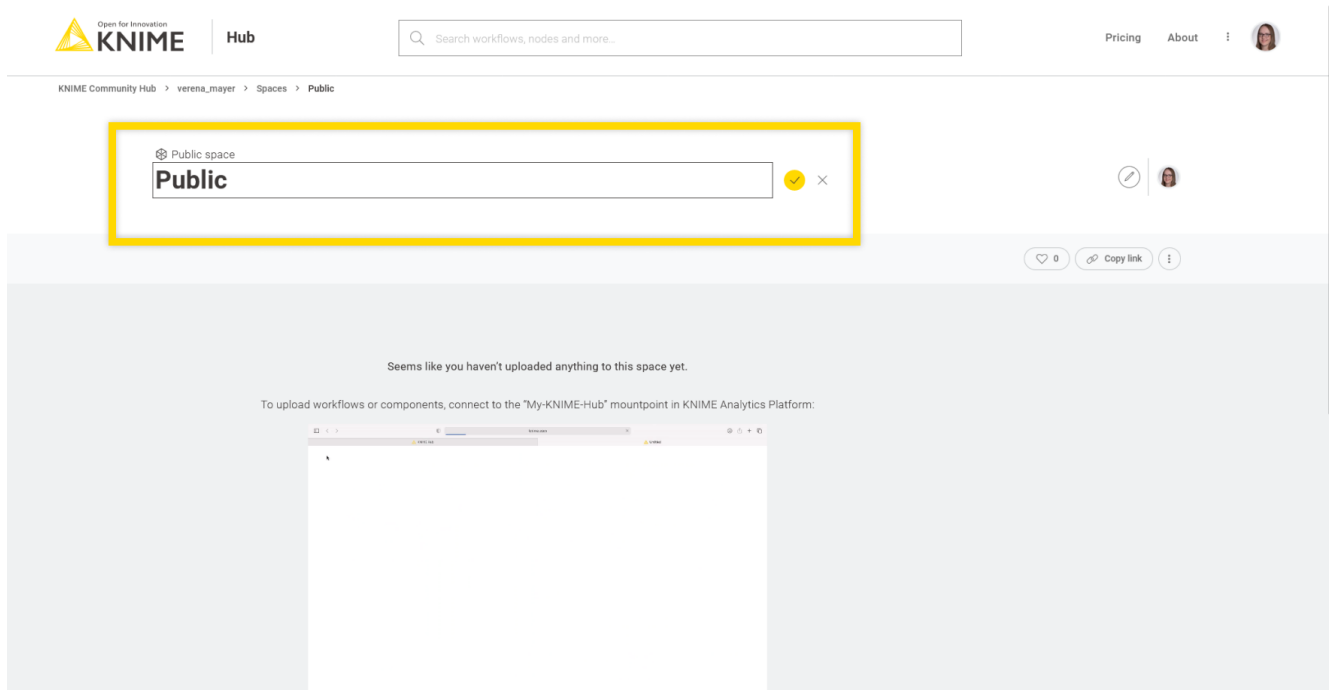 Open for Innovation
KNIME
Hub
Search workflows, nodes and more...
Pricing
About
KNIME Community Hub > verena_mayer > Spaces > Public
Public space
Public
0
Copy link
Seems like you haven't uploaded anything to this space yet.
To upload workflows or components, connect to the "My-KNIME-Hub" mountpoint in KNIME Analytics Platform: